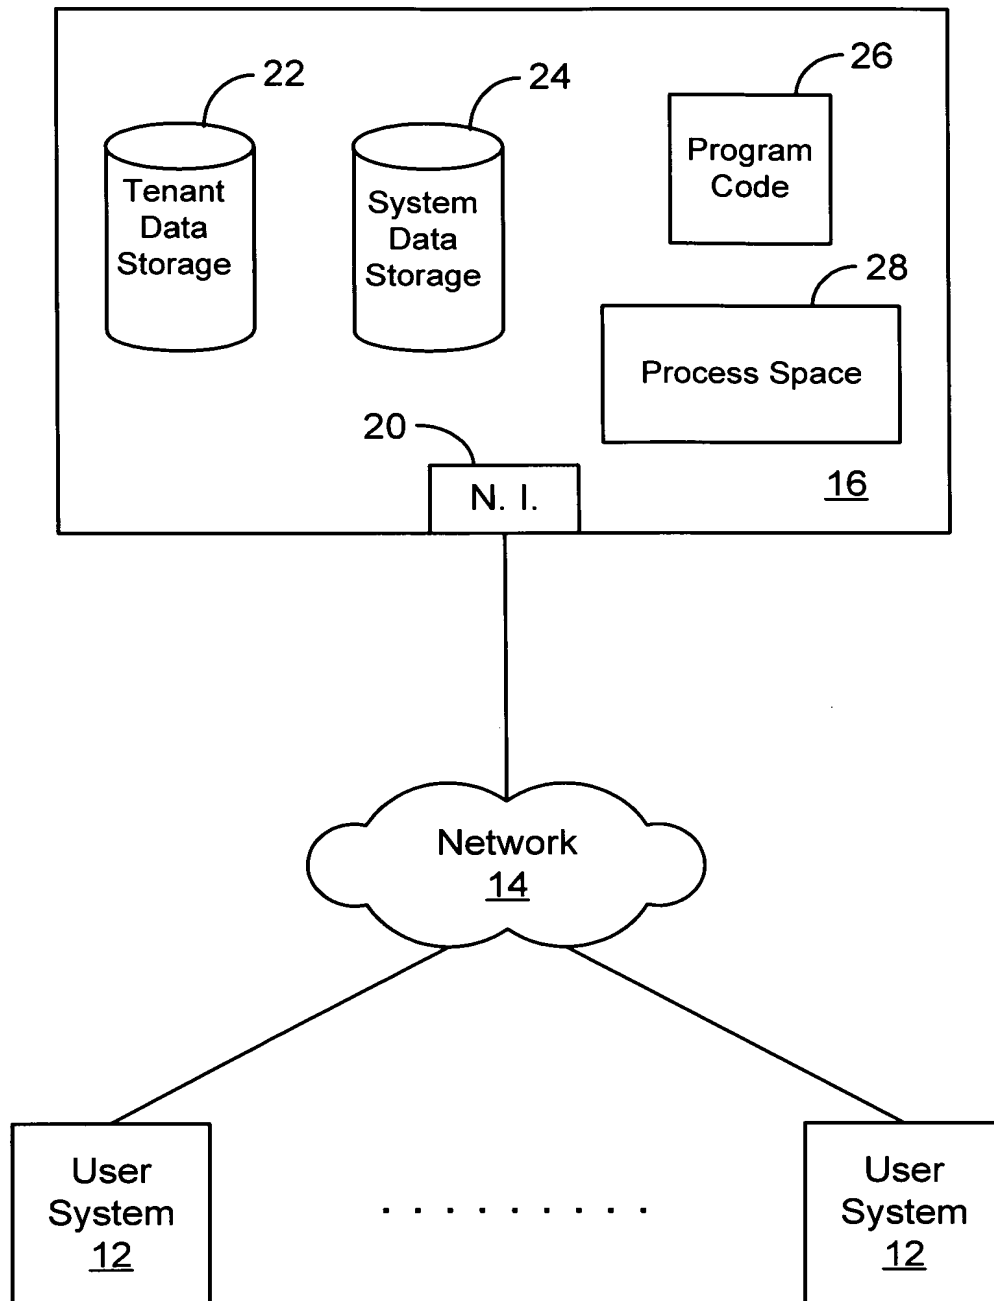 22
24
26
Tenant
Data
Storage
System
Data
Storage
Program
Code
28
Process Space
20
N. I.
16
Network
14
User
System
12
. . . . . . . . .
User
System
12